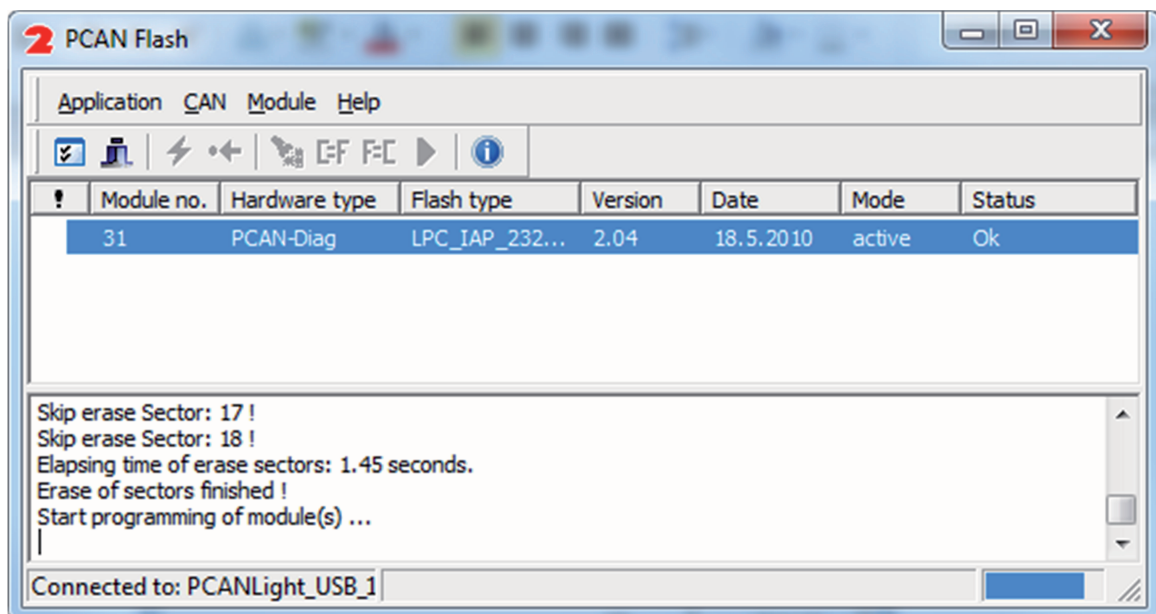 PCAN Flash
Application CAN Module Help
C=F F=C
! Module no. Hardware type Flash type Version Date Mode Status
31 PCAN-Diag LPC_IAP_232... 2.04 18.5.2010 active Ok
Skip erase Sector: 17 !
Skip erase Sector: 18 !
Elapsing time of erase sectors: 1.45 seconds.
Erase of sectors finished !
Start programming of module(s) ...
Connected to: PCANLight_USB_1